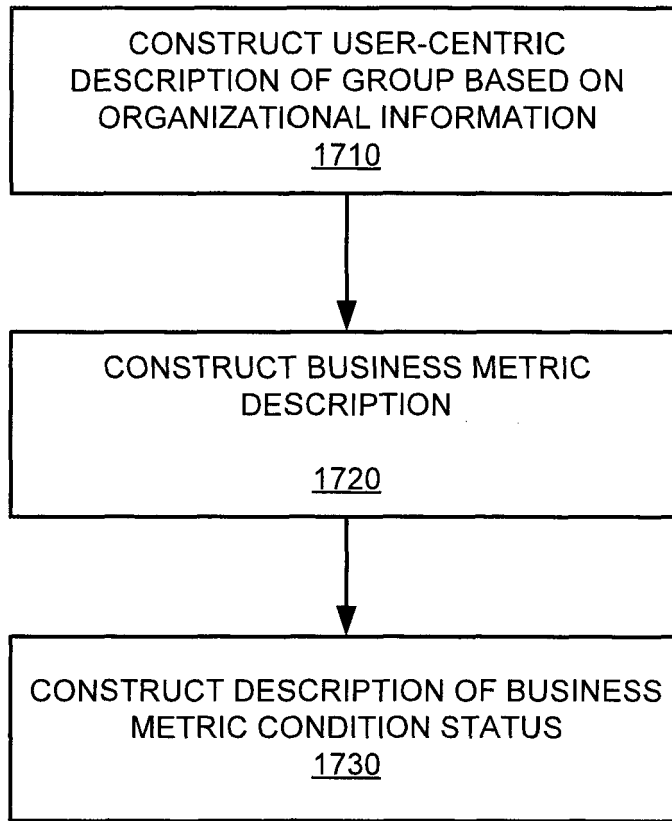 CONSTRUCT USER-CENTRIC
DESCRIPTION OF GROUP BASED ON
ORGANIZATIONAL INFORMATION
1710
CONSTRUCT BUSINESS METRIC
DESCRIPTION
1720
CONSTRUCT DESCRIPTION OF BUSINESS
METRIC CONDITION STATUS
1730